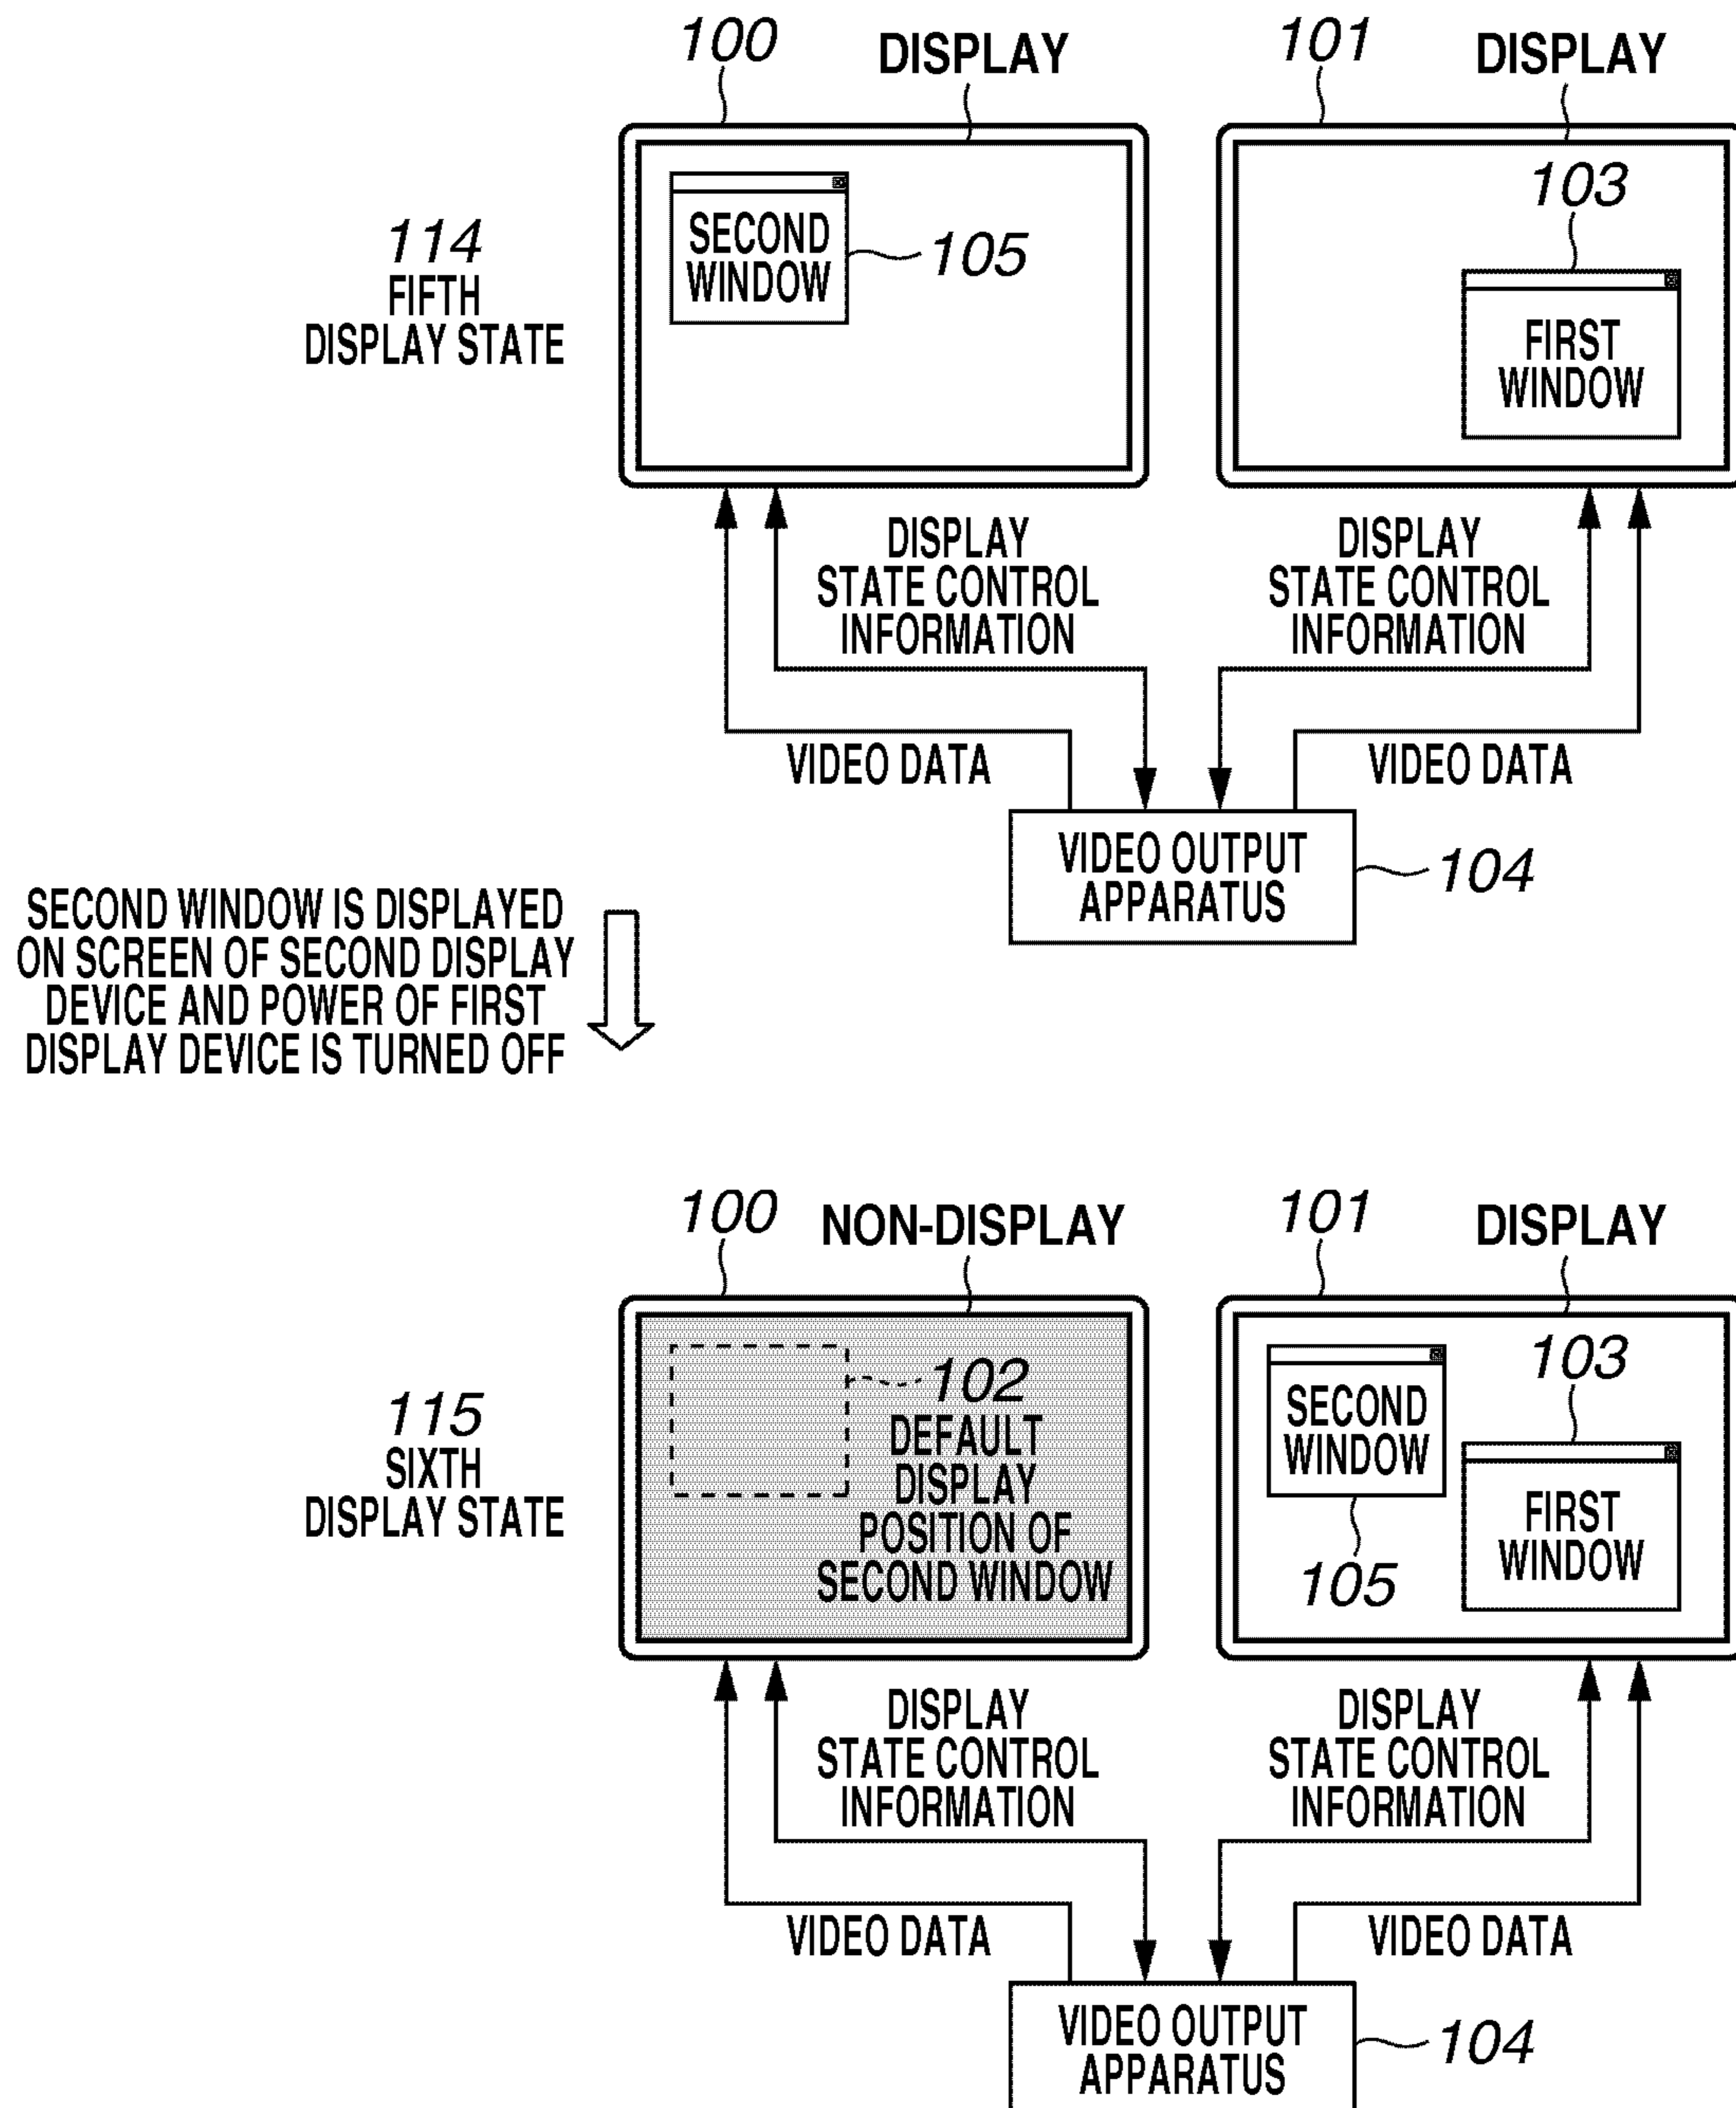 100 DISPLAY 101 DISPLAY
114
FIFTH
DISPLAY STATE
SECOND
WINDOW
105
103
FIRST
WINDOW
DISPLAY
STATE CONTROL
INFORMATION
DISPLAY
STATE CONTROL
INFORMATION
VIDEO DATA
VIDEO DATA
VIDEO OUTPUT
APPARATUS
104
SECOND WINDOW IS DISPLAYED
ON SCREEN OF SECOND DISPLAY
DEVICE AND POWER OF FIRST
DISPLAY DEVICE IS TURNED OFF
100 NON-DISPLAY 101 DISPLAY
115
SIXTH
DISPLAY STATE
102
DEFAULT
DISPLAY
POSITION OF
SECOND WINDOW
SECOND
WINDOW
105
103
FIRST
WINDOW
DISPLAY
STATE CONTROL
INFORMATION
DISPLAY
STATE CONTROL
INFORMATION
VIDEO DATA
VIDEO DATA
VIDEO OUTPUT
APPARATUS
104